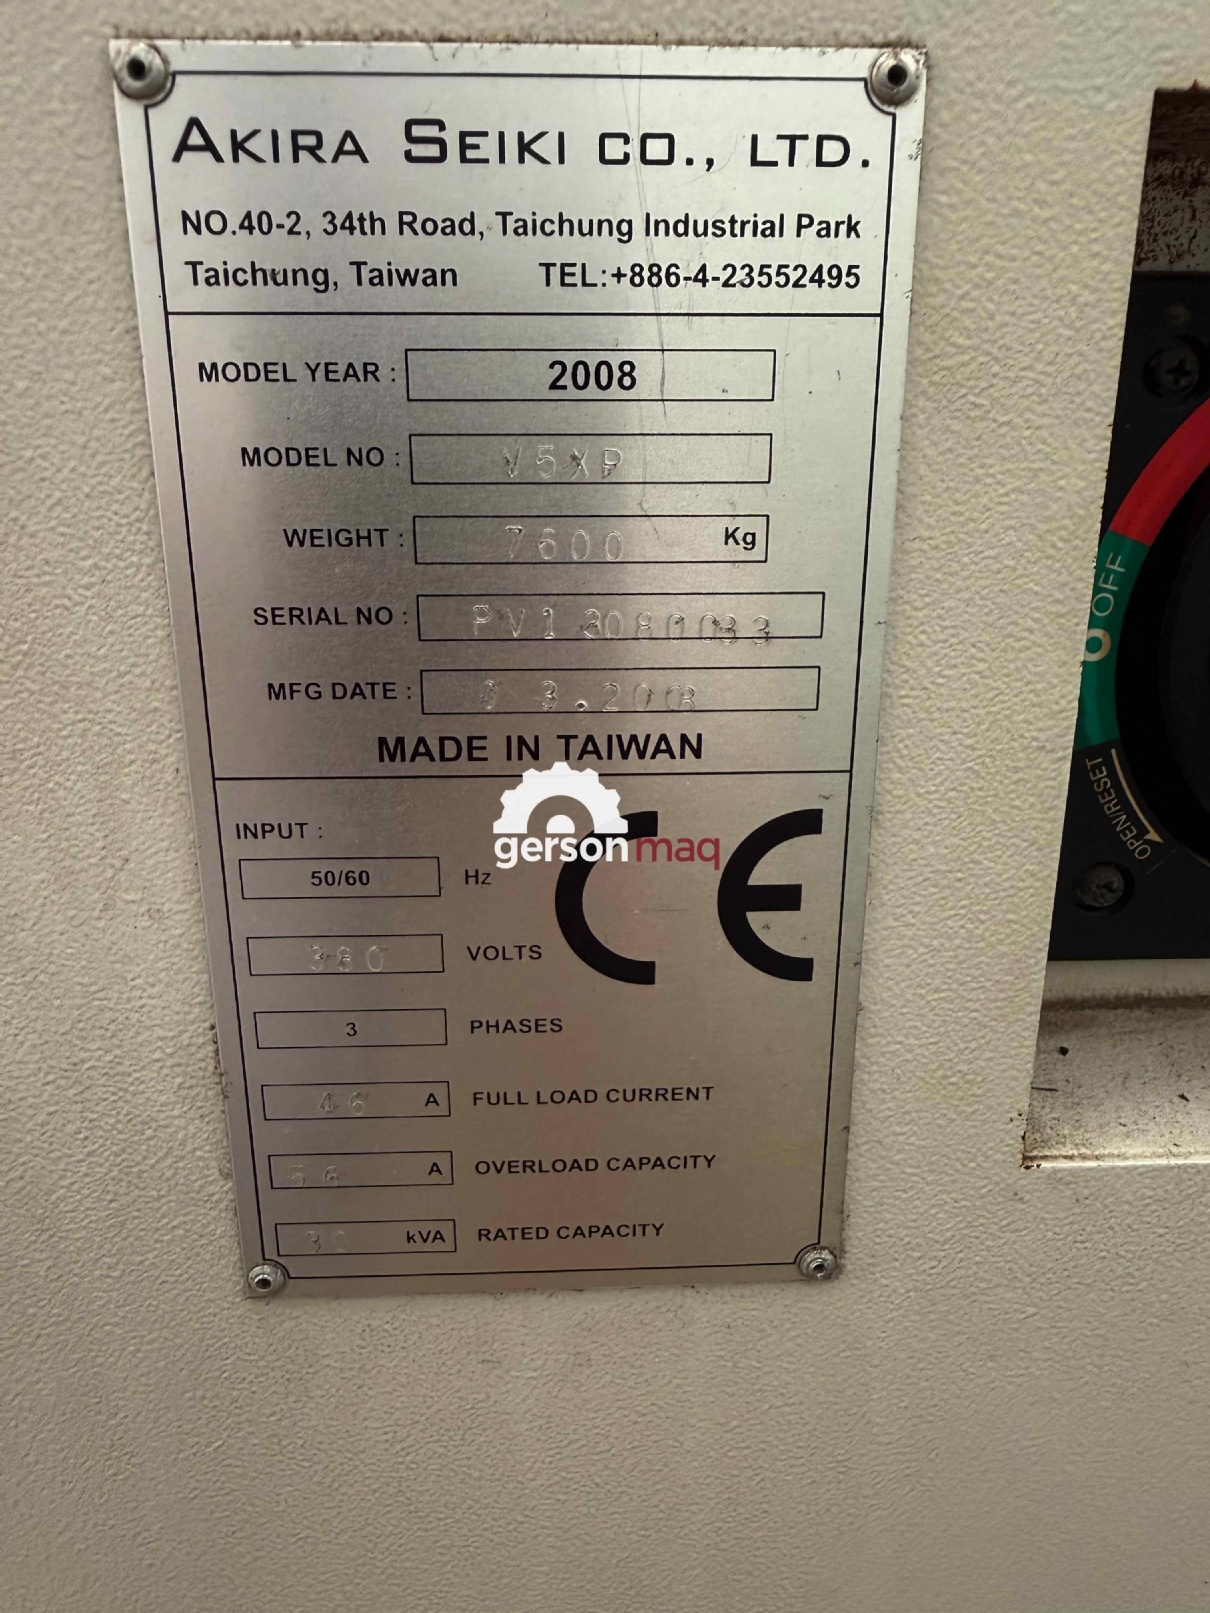 AKIRA SEIKI CO., LTD.
NO.40-2, 34th Road, Taichung Industrial Park
Taichung, Taiwan TEL:+886-4-23552495
MODEL YEAR : 2008
MODEL NO : V5XP
WEIGHT : 7600 Kg
SERIAL NO :
MFG DATE : 3.2008
MADE IN TAIWAN
INPUT :
50/60 Hz
CE
gersonmaq
380 VOLTS
3 PHASES
46 A FULL LOAD CURRENT
56 A OVERLOAD CAPACITY
kVA RATED CAPACITY
OFF
OPEN/RESET